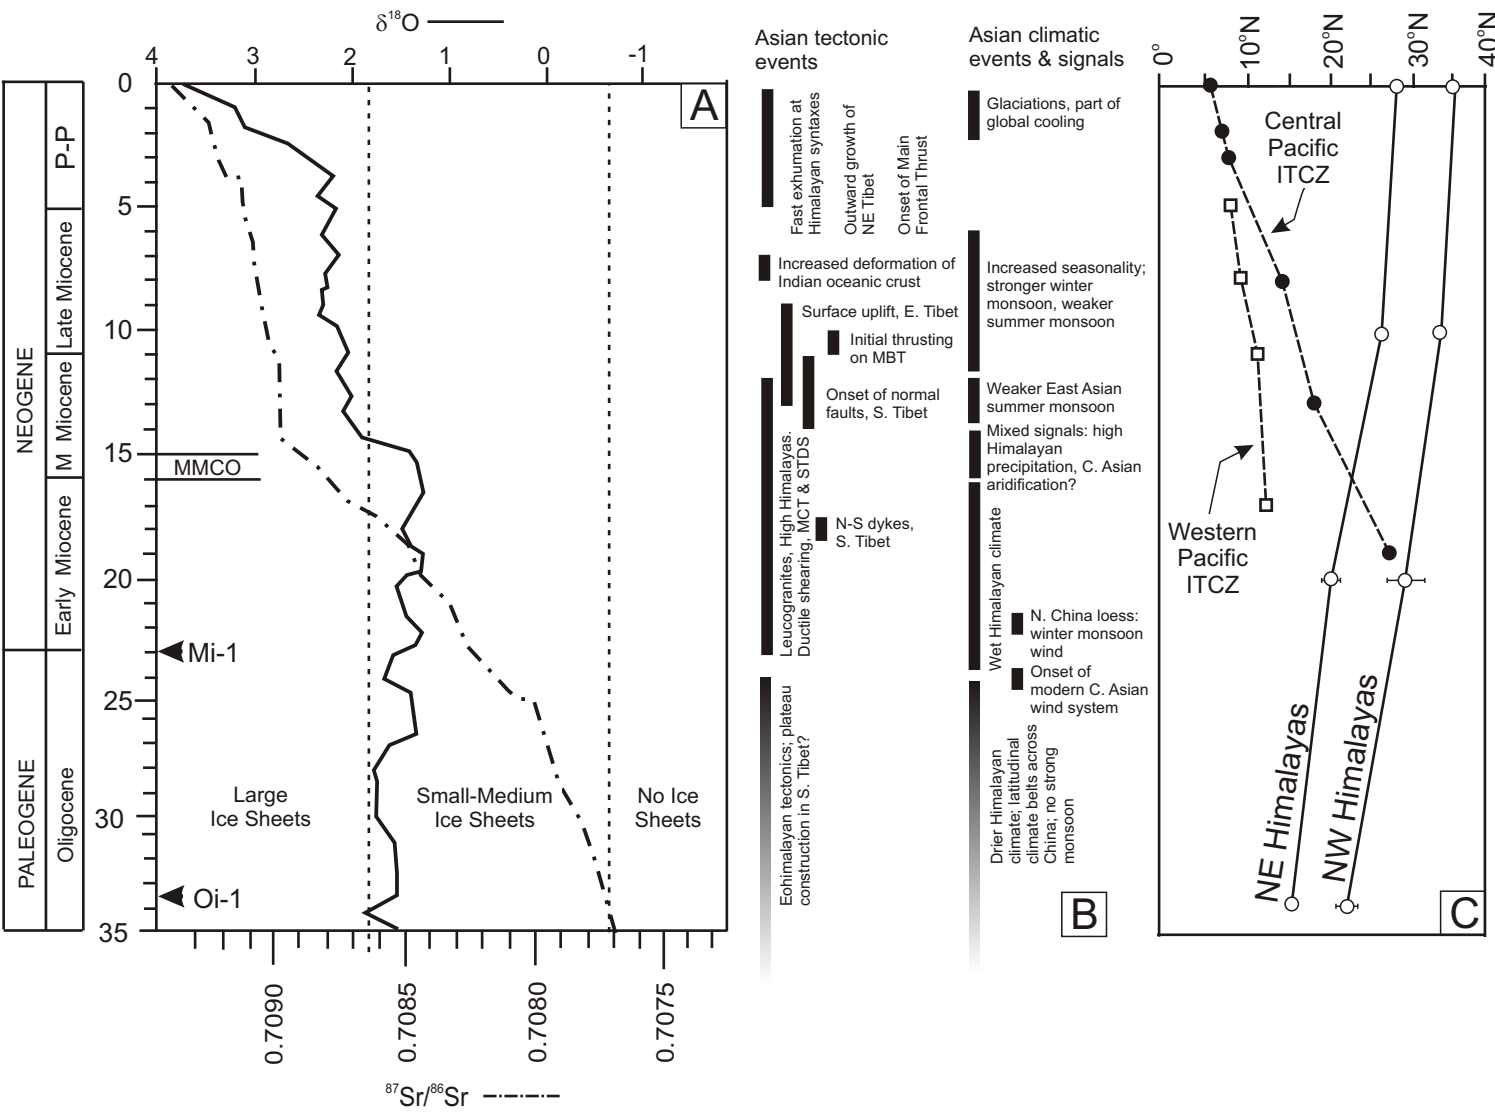 δ18O
4 3 2 1 0 -1
0
5
10
15
20
25
30
35
NEOGENE
PALEOGENE
P-P
Late Miocene
M Miocene
Early Miocene
Oligocene
MMCO
Mi-1
Oi-1
A
Large
Ice Sheets
Small-Medium
Ice Sheets
No Ice
Sheets
0.7090
0.7085
0.7080
0.7075
87Sr/86Sr
Asian tectonic
events
Fast exhumation at
Himalayan syntaxes
Outward growth of
NE Tibet
Onset of Main
Frontal Thrust
Increased deformation of
Indian oceanic crust
Surface uplift, E. Tibet
Initial thrusting
on MBT
Onset of normal
faults, S. Tibet
Leucogranites, High Himalayas.
Ductile shearing, MCT & STDS
N-S dykes,
S. Tibet
Eohimalayan tectonics; plateau
construction in S. Tibet?
Asian climatic
events & signals
Glaciations, part of
global cooling
Increased seasonality;
stronger winter
monsoon, weaker
summer monsoon
Weaker East Asian
summer monsoon
Mixed signals: high
Himalayan
precipitation, C. Asian
aridification?
Wet Himalayan climate
N. China loess:
winter monsoon
wind
Onset of
modern C. Asian
wind system
Drier Himalayan
climate; latitudinal
climate belts across
China; no strong
monsoon
B
0°
10°N
20°N
30°N
40°N
Central
Pacific
ITCZ
Western
Pacific
ITCZ
NE Himalayas
NW Himalayas
C